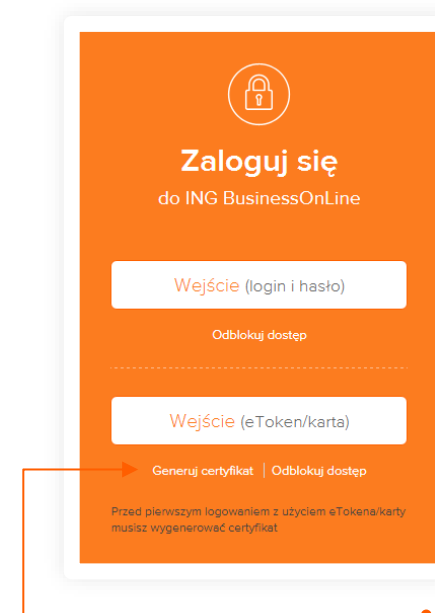 Zaloguj się
do ING BusinessOnLine
Wejście (login i hasło)
Odblokuj dostęp
Wejście (eToken/karta)
Generuj certyfikat | Odblokuj dostęp
Przed pierwszym logowaniem z użyciem eTokena/karty
musisz wygenerować certyfikat